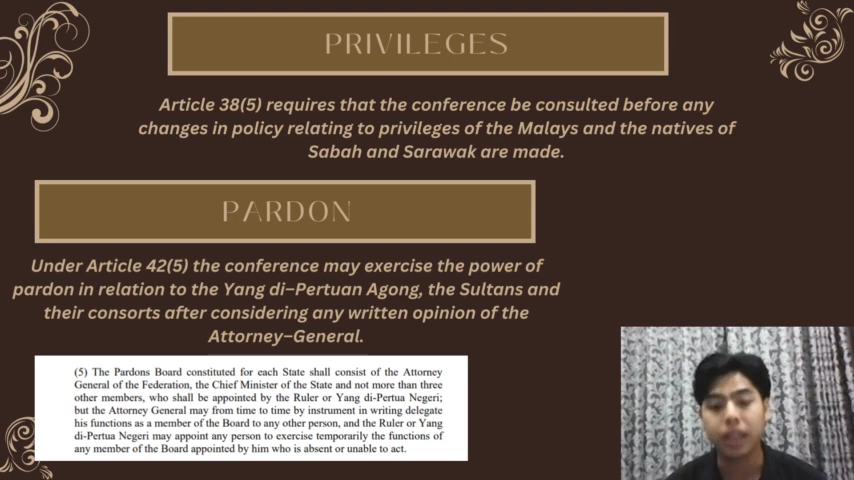 PRIVILEGES
Article 38(5) requires that the conference be consulted before any
changes in policy relating to privileges of the Malays and the natives of
Sabah and Sarawak are made.
PARDON
Under Article 42(5) the conference may exercise the power of
pardon in relation to the Yang di–Pertuan Agong, the Sultans and
their consorts after considering any written opinion of the
Attorney–General.
(5) The Pardons Board constituted for each State shall consist of the Attorney
General of the Federation, the Chief Minister of the State and not more than three
other members, who shall be appointed by the Ruler or Yang di-Pertua Negeri;
but the Attorney General may from time to time by instrument in writing delegate
his functions as a member of the Board to any other person, and the Ruler or Yang
di-Pertua Negeri may appoint any person to exercise temporarily the functions of
any member of the Board appointed by him who is absent or unable to act.